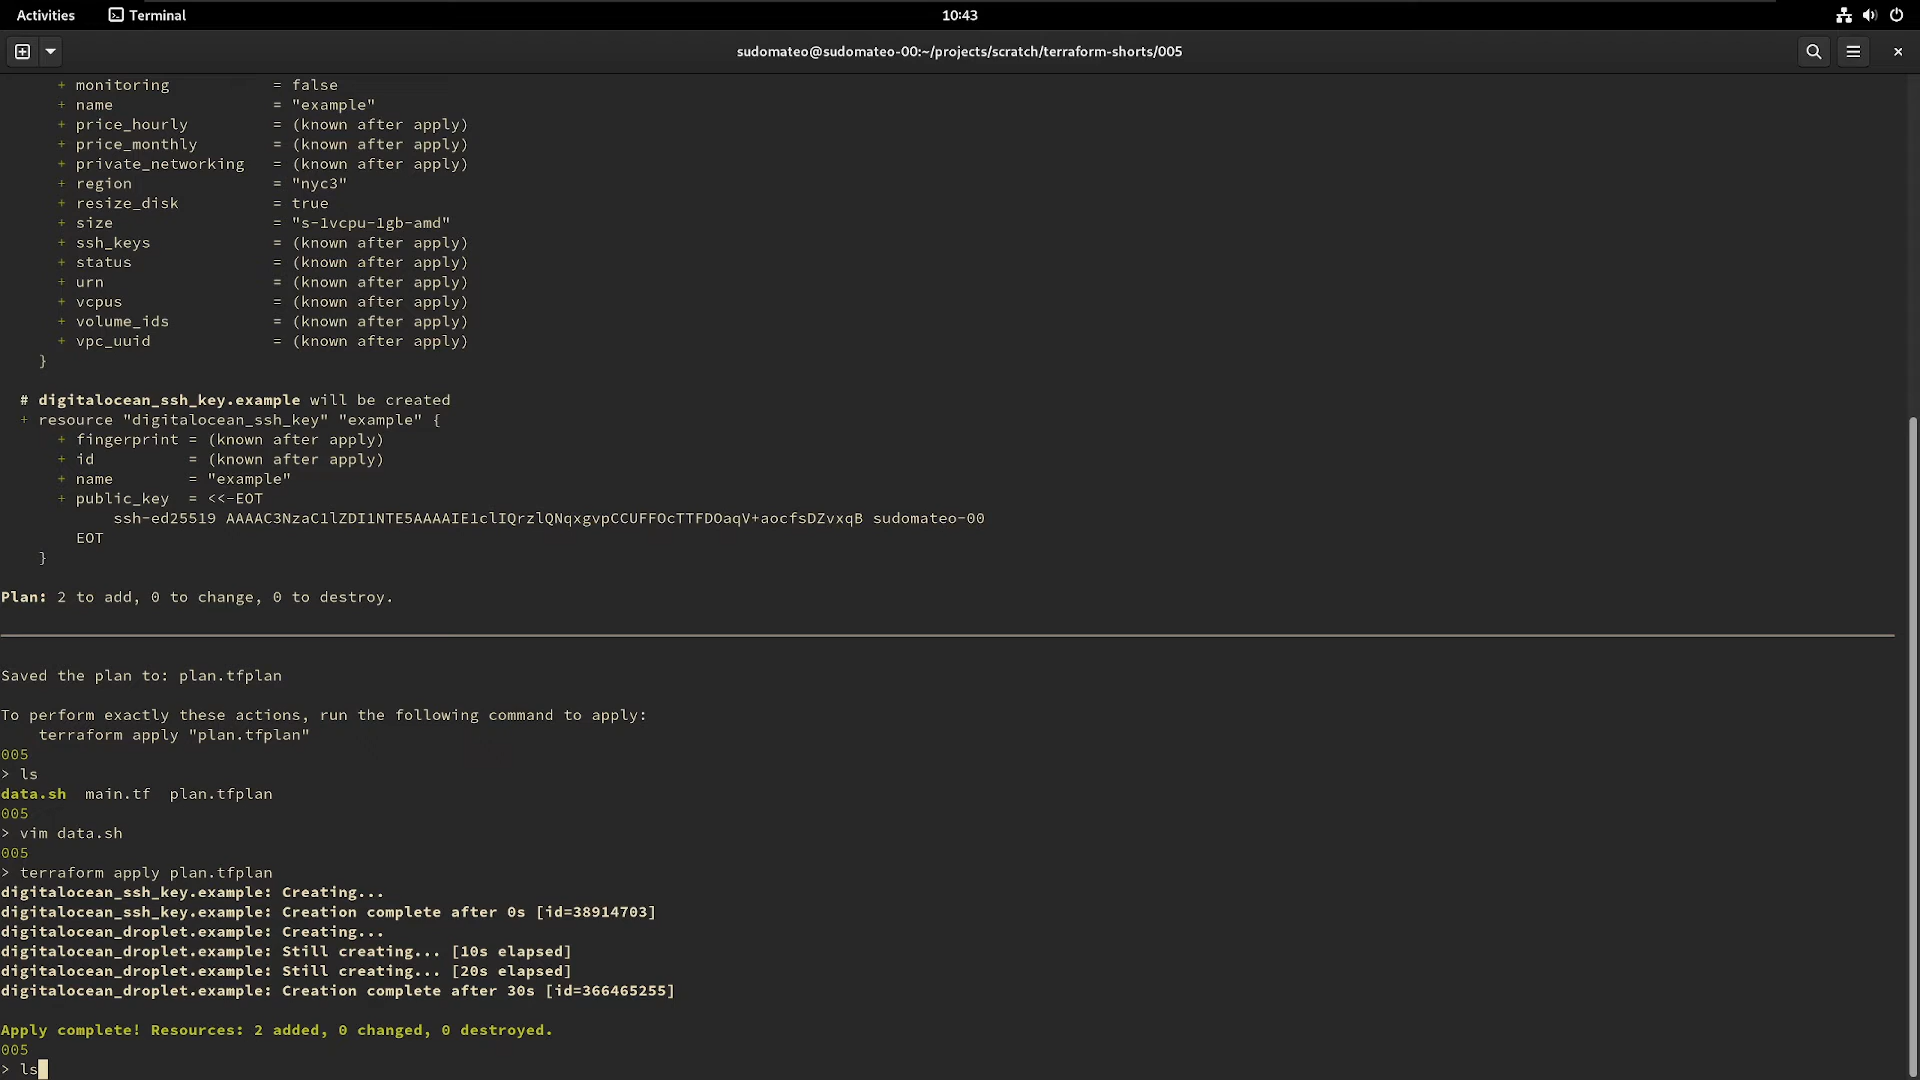 Activities Terminal 10:43
sudomateo@sudomateo-00:~/projects/scratch/terraform-shorts/005
      + monitoring           = false
      + name                 = "example"
      + price_hourly         = (known after apply)
      + price_monthly        = (known after apply)
      + private_networking   = (known after apply)
      + region               = "nyc3"
      + resize_disk          = true
      + size                 = "s-1vcpu-1gb-amd"
      + ssh_keys             = (known after apply)
      + status               = (known after apply)
      + urn                  = (known after apply)
      + vcpus                = (known after apply)
      + volume_ids           = (known after apply)
      + vpc_uuid             = (known after apply)
    }
  # digitalocean_ssh_key.example will be created
  + resource "digitalocean_ssh_key" "example" {
      + fingerprint = (known after apply)
      + id          = (known after apply)
      + name        = "example"
      + public_key  = <<-EOT
            ssh-ed25519 AAAAC3NzaC1lZDI1NTE5AAAAIE1clIQrzlQNqxgvpCCUFFOcTTFDOaqV+aocfsDZvxqB sudomateo-00
        EOT
    }
Plan: 2 to add, 0 to change, 0 to destroy.
Saved the plan to: plan.tfplan
To perform exactly these actions, run the following command to apply:
    terraform apply "plan.tfplan"
005
> ls
data.sh  main.tf  plan.tfplan
005
> vim data.sh
005
> terraform apply plan.tfplan
digitalocean_ssh_key.example: Creating...
digitalocean_ssh_key.example: Creation complete after 0s [id=38914703]
digitalocean_droplet.example: Creating...
digitalocean_droplet.example: Still creating... [10s elapsed]
digitalocean_droplet.example: Still creating... [20s elapsed]
digitalocean_droplet.example: Creation complete after 30s [id=366465255]
Apply complete! Resources: 2 added, 0 changed, 0 destroyed.
005
> ls